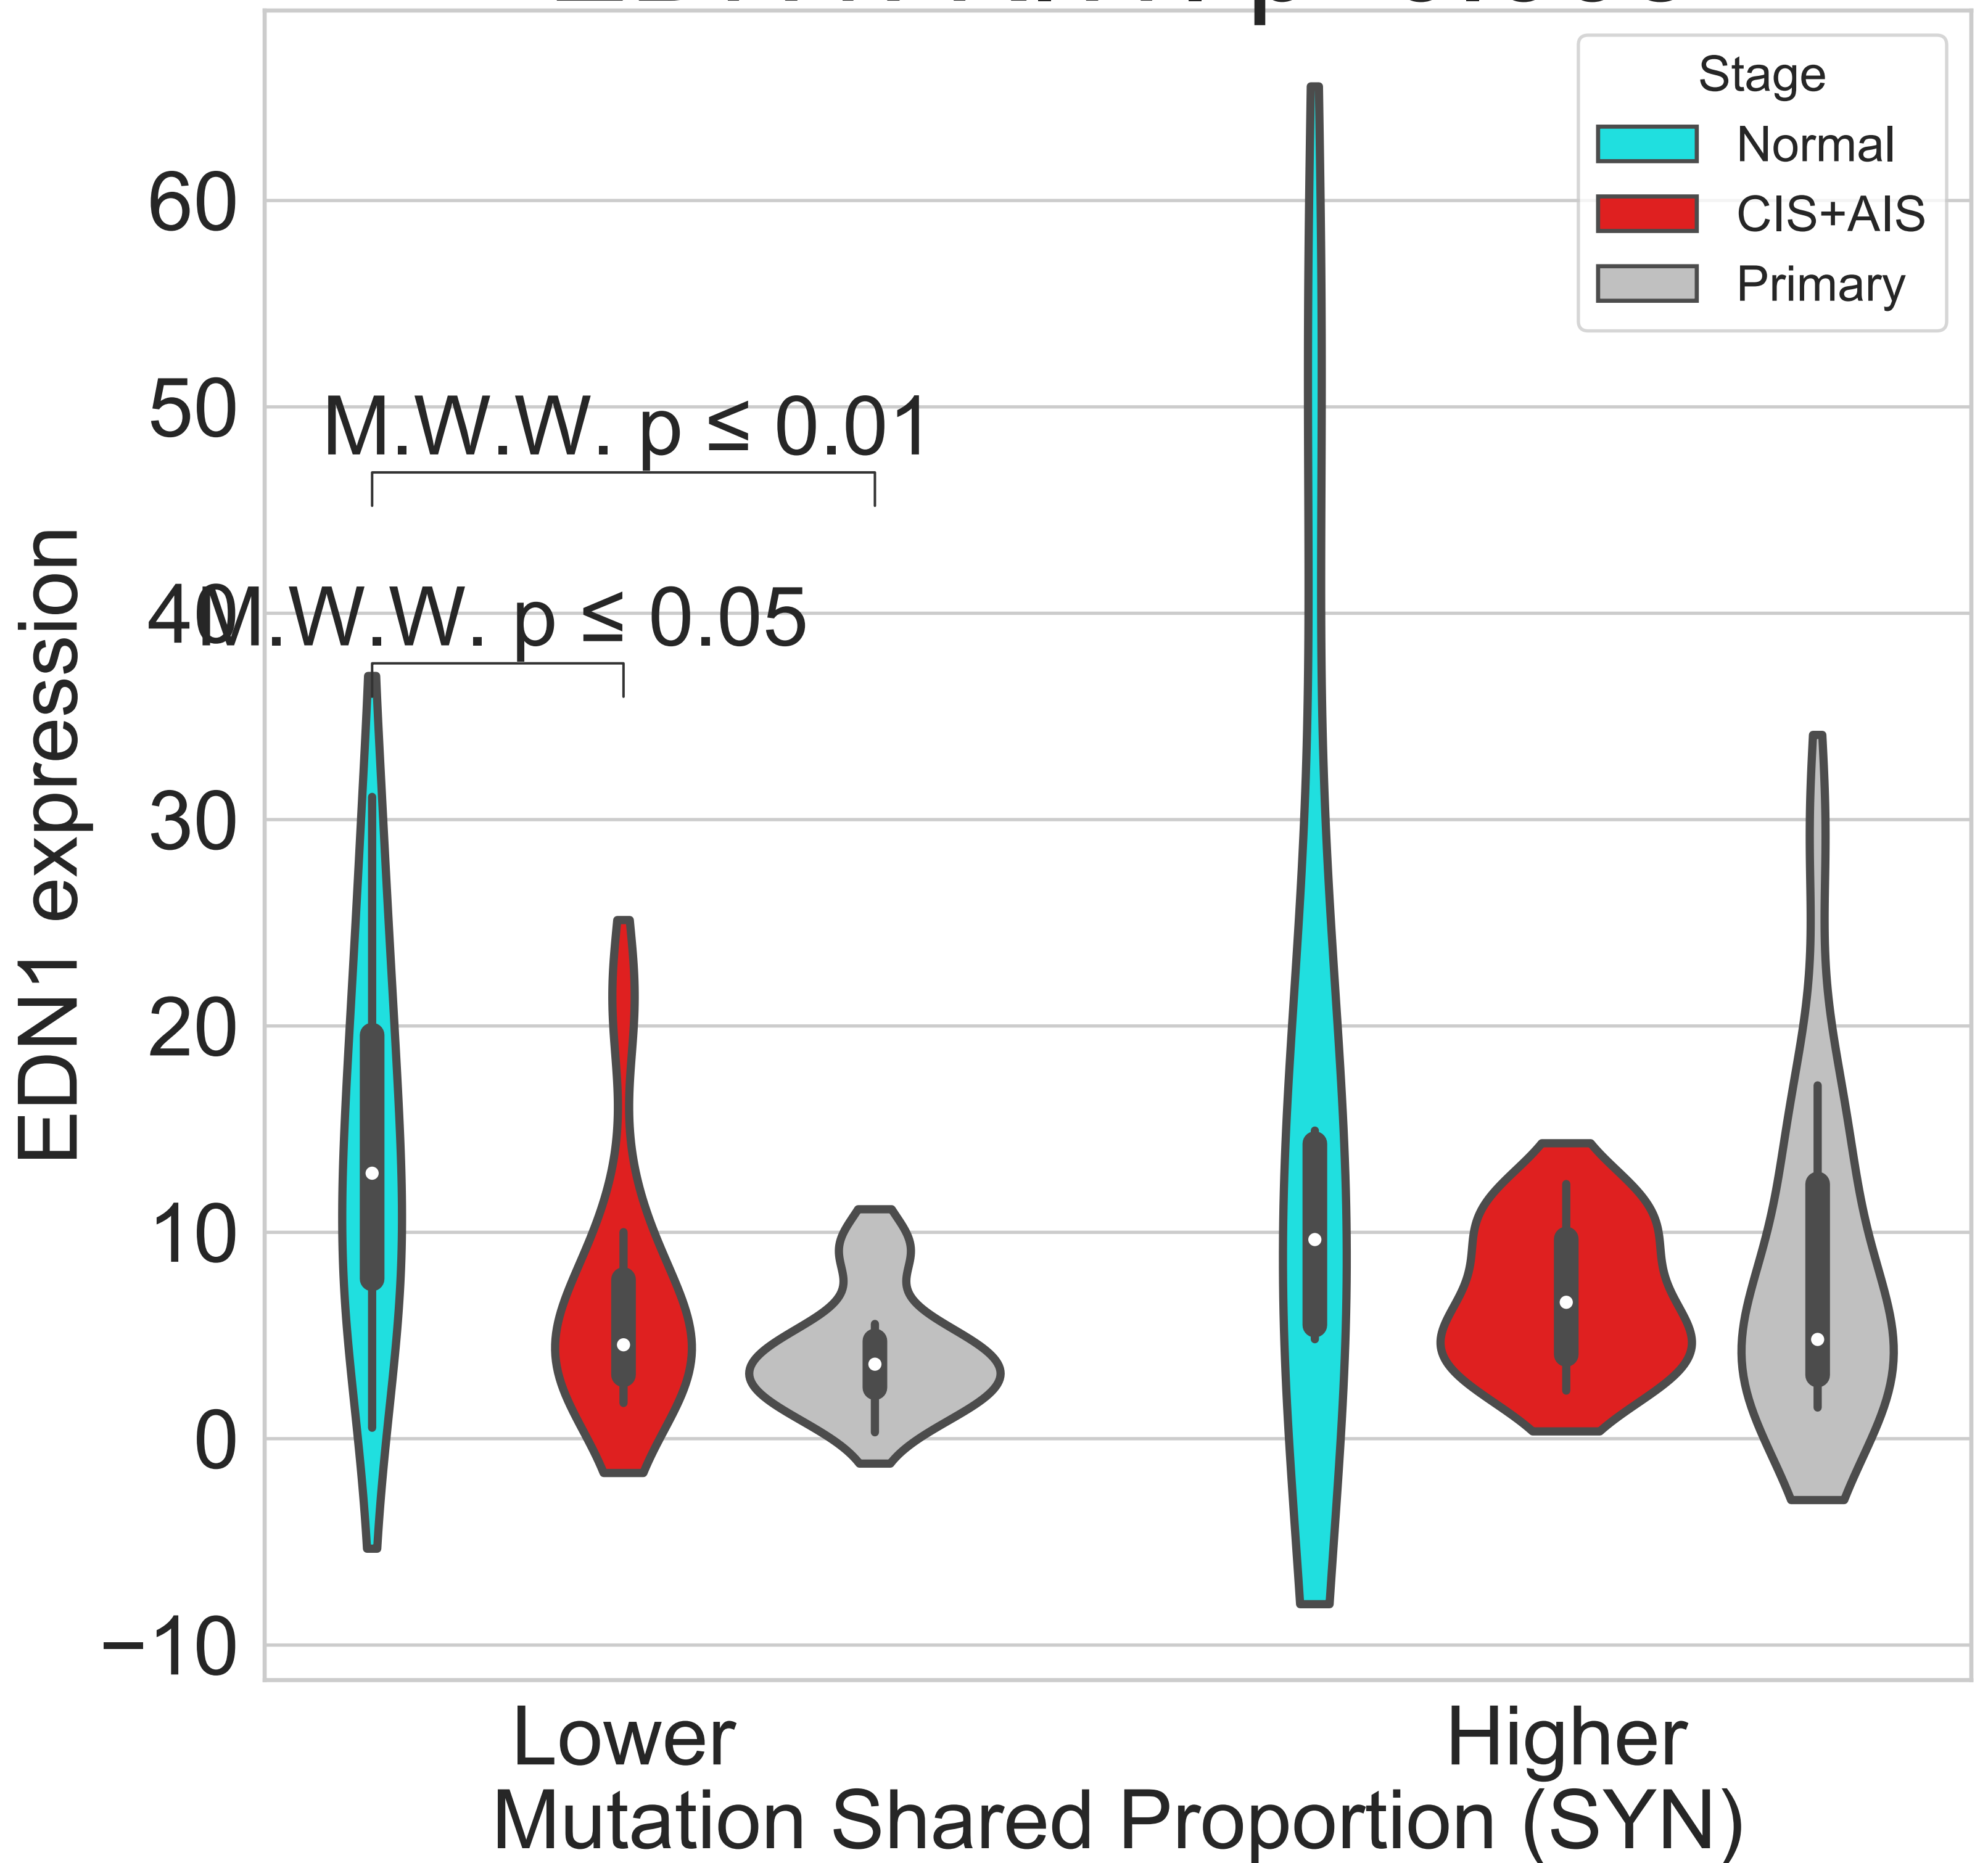 Stage
Normal
CIS+AIS
Primary
60
50
40
30
20
10
0
−10
M.W.W. p ≤ 0.01
M.W.W. p ≤ 0.05
EDN1 expression
Lower
Higher
Mutation Shared Proportion (SYN)